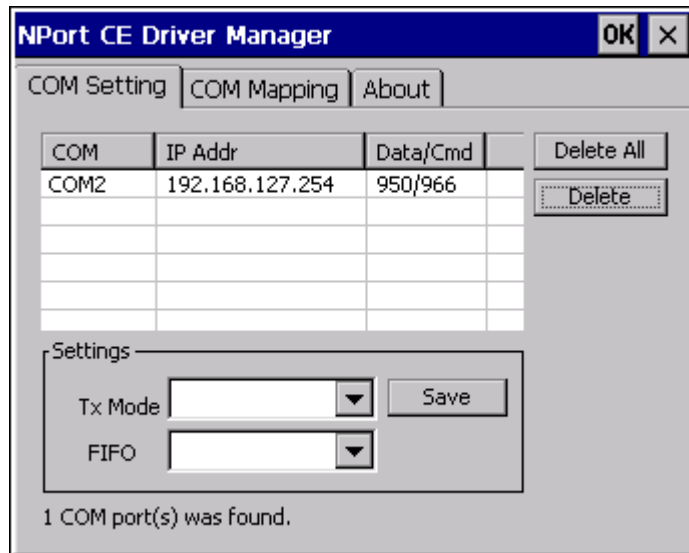 NPort CE Driver Manager OK ×
COM Setting COM Mapping About
COM IP Addr Data/Cmd Delete All
COM2 192.168.127.254 950/966 Delete
Settings
Tx Mode Save
FIFO
1 COM port(s) was found.